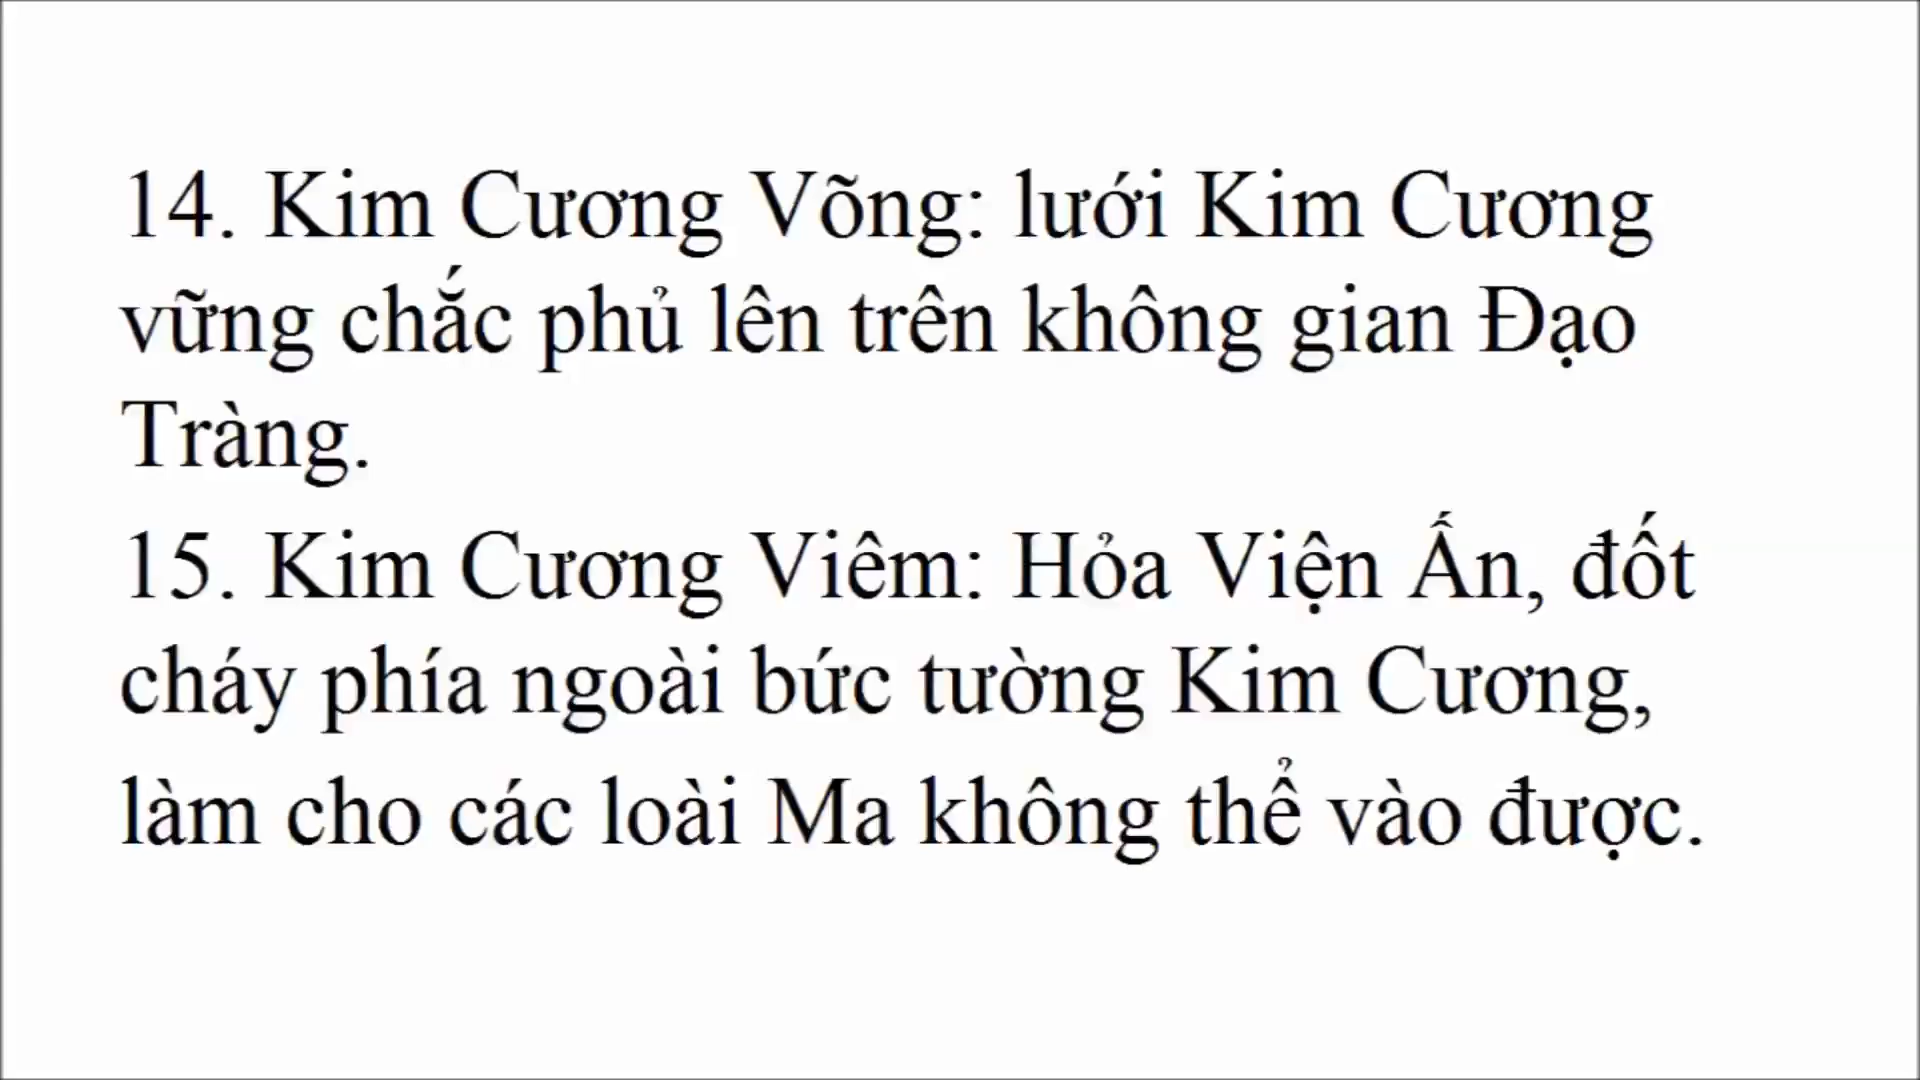 14. Kim Cương Võng: lưới Kim Cương
vững chắc phủ lên trên không gian Đạo
Tràng.
15. Kim Cương Viêm: Hỏa Viện Ấn, đốt
cháy phía ngoài bức tường Kim Cương,
làm cho các loài Ma không thể vào được.